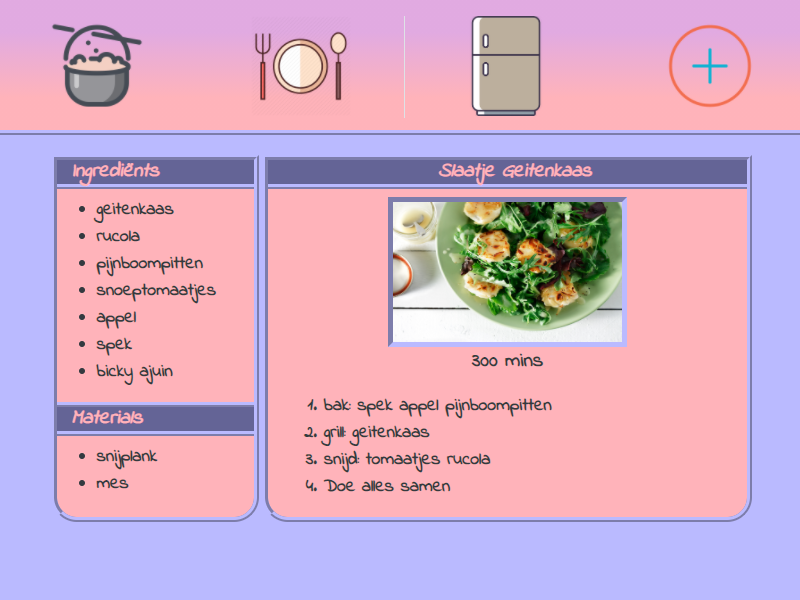 Ingrediënts
geitenkaas
rucola
pijnboompitten
snoeptomaatjes
appel
spek
bicky ajuin
Materials
snijplank
mes
Slaatje Geitenkaas
300 mins
1. bak: spek appel pijnboompitten
2. grill: geitenkaas
3. snijd: tomaatjes rucola
4. Doe alles samen